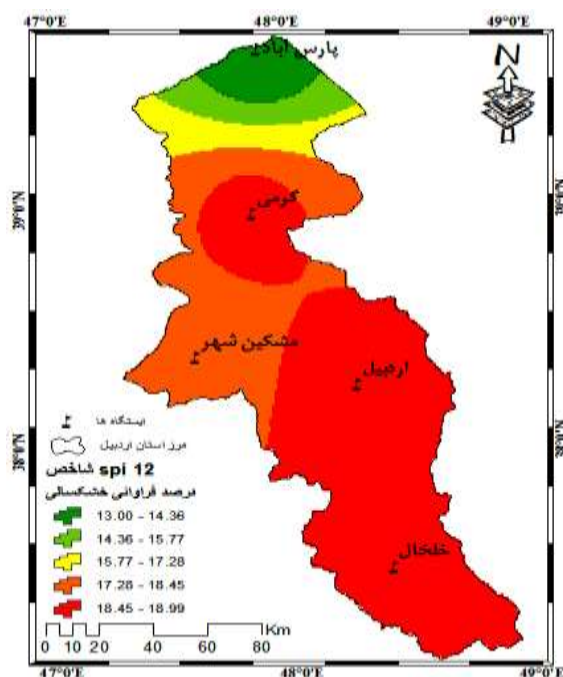 47°0'E 48°0'E 49°0'E
N
پارس آباد
گرمی
39°0'N
مشکین شهر
اردبیل
ایستگاه ها
مرز استان اردبیل
38°0'N
شاخص spi 12
درصد فراوانی خشکسالی
13.00 - 14.36
14.36 - 15.77
15.77 - 17.28
17.28 - 18.45
18.45 - 18.99
خلخال
Km
0 10 20 40 60 80
47°0'E 48°0'E 49°0'E